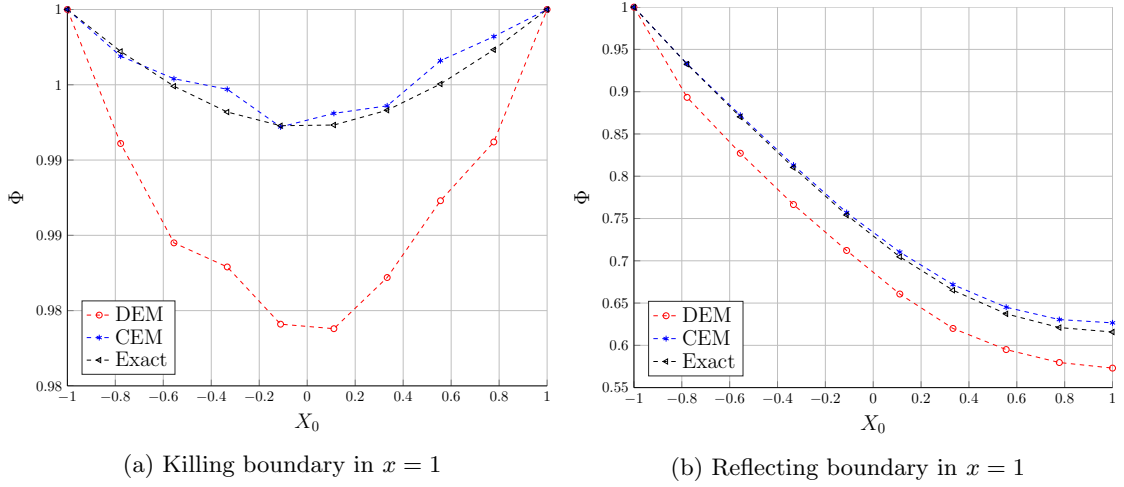 1
1
0.99
0.99
0.98
0.98
Φ
−1 −0.8 −0.6 −0.4 −0.2 0 0.2 0.4 0.6 0.8 1
X₀
DEM
CEM
Exact
(a) Killing boundary in x = 1
1
0.95
0.9
0.85
0.8
0.75
0.7
0.65
0.6
0.55
Φ
−1 −0.8 −0.6 −0.4 −0.2 0 0.2 0.4 0.6 0.8 1
X₀
DEM
CEM
Exact
(b) Reflecting boundary in x = 1